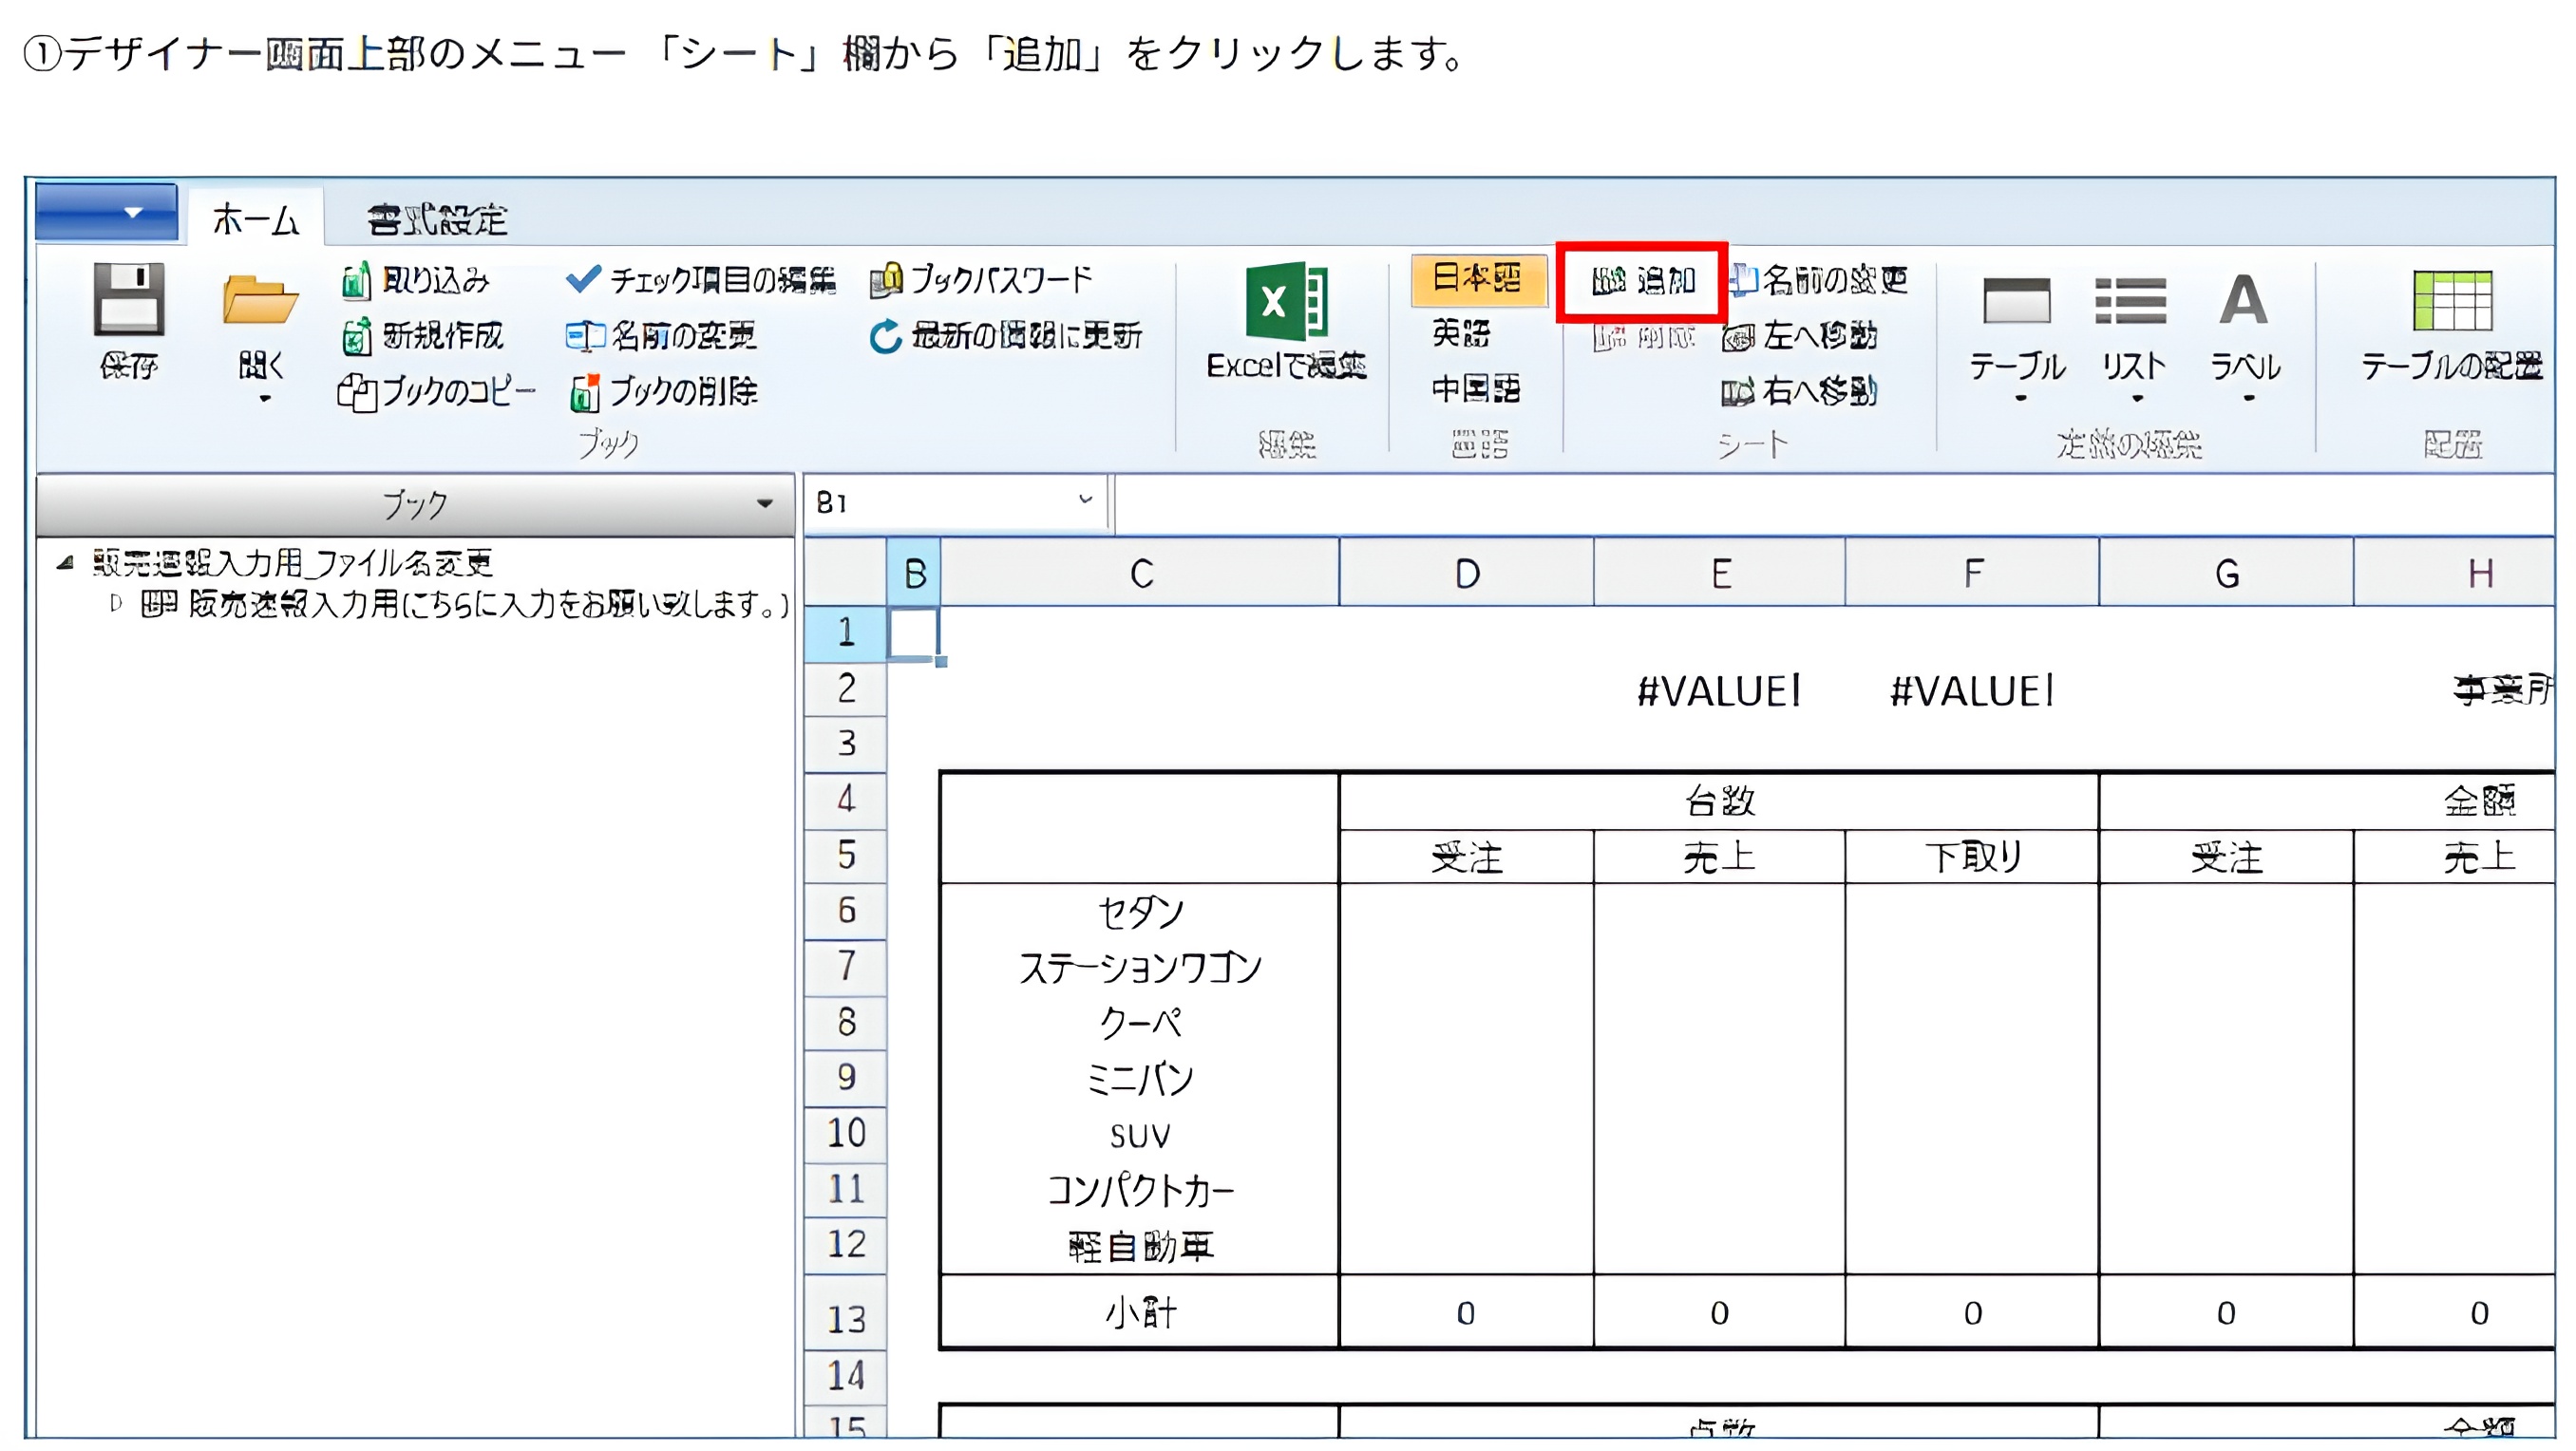 ①デザイナー画面上部のメニュー 「シート」欄から「追加」をクリックします。
ホーム 書式設定
取り込み チェック項目の編集 ブックパスワード 日本語 追加 名前の変更
新規作成 名前の変更 最新の情報に更新 英語 削除 左へ移動
保存 開く Excelで編集 テーブル リスト ラベル テーブルの配置
ブックのコピー ブックの削除 中国語 右へ移動
ブック 編集 言語 シート 定義の編集 配置
ブック B1
販売速報入力用_ファイル名変更
販売速報入力用(こちらに入力をお願い致します。)
B C D E F G H
1
2 #VALUE! #VALUE! 事業所
3
4 台数 金額
5 受注 売上 下取り 受注 売上
6 セダン
7 ステーションワゴン
8 クーペ
9 ミニバン
10 SUV
11 コンパクトカー
12 軽自動車
13 小計 0 0 0 0 0
14
15 点数 金額